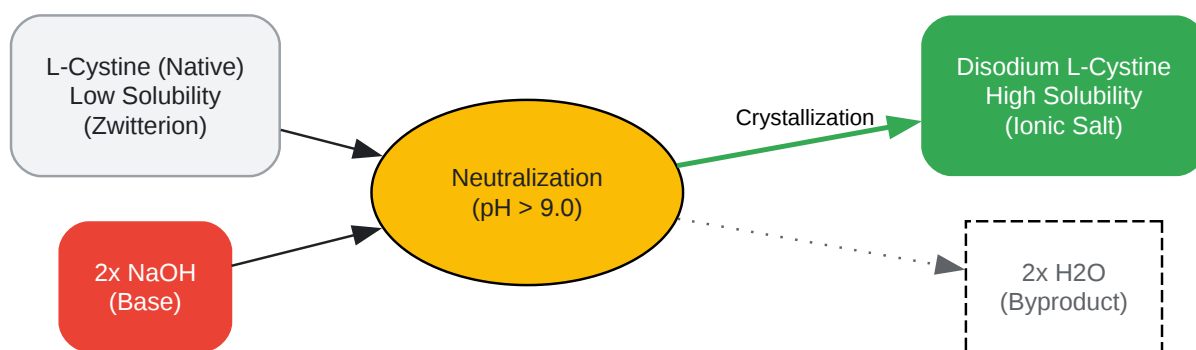 L-Cystine (Native)
Low Solubility
(Zwitterion)
2x NaOH
(Base)
Neutralization
(pH > 9.0)
Crystallization
Disodium L-Cystine
High Solubility
(Ionic Salt)
2x H2O
(Byproduct)